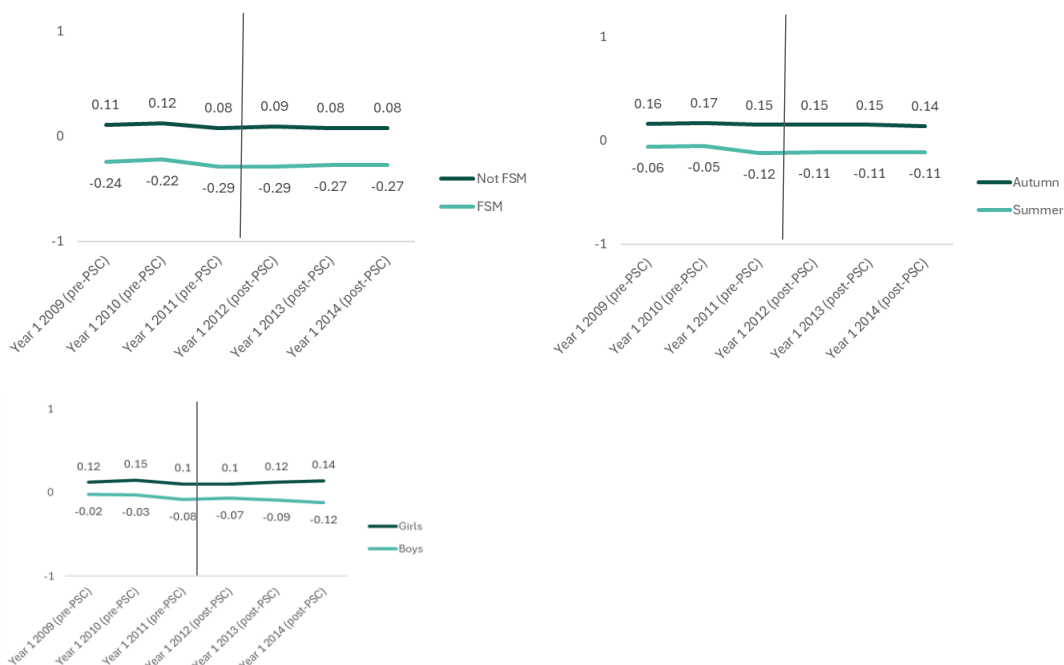 1
0.11 0.12 0.08 0.09 0.08 0.08
0
-0.24 -0.22 -0.29 -0.29 -0.27 -0.27
Not FSM
FSM
-1
Year 1 2009 (pre-PSC)
Year 1 2010 (pre-PSC)
Year 1 2011 (pre-PSC)
Year 1 2012 (post-PSC)
Year 1 2013 (post-PSC)
Year 1 2014 (post-PSC)
1
0.16 0.17 0.15 0.15 0.15 0.14
0
-0.06 -0.05 -0.12 -0.11 -0.11 -0.11
Autumn
Summer
-1
Year 1 2009 (pre-PSC)
Year 1 2010 (pre-PSC)
Year 1 2011 (pre-PSC)
Year 1 2012 (post-PSC)
Year 1 2013 (post-PSC)
Year 1 2014 (post-PSC)
1
0.12 0.15 0.1 0.1 0.12 0.14
0
-0.02 -0.03 -0.08 -0.07 -0.09 -0.12
Girls
Boys
-1
Year 1 2009 (pre-PSC)
Year 1 2010 (pre-PSC)
Year 1 2011 (pre-PSC)
Year 1 2012 (post-PSC)
Year 1 2013 (post-PSC)
Year 1 2014 (post-PSC)